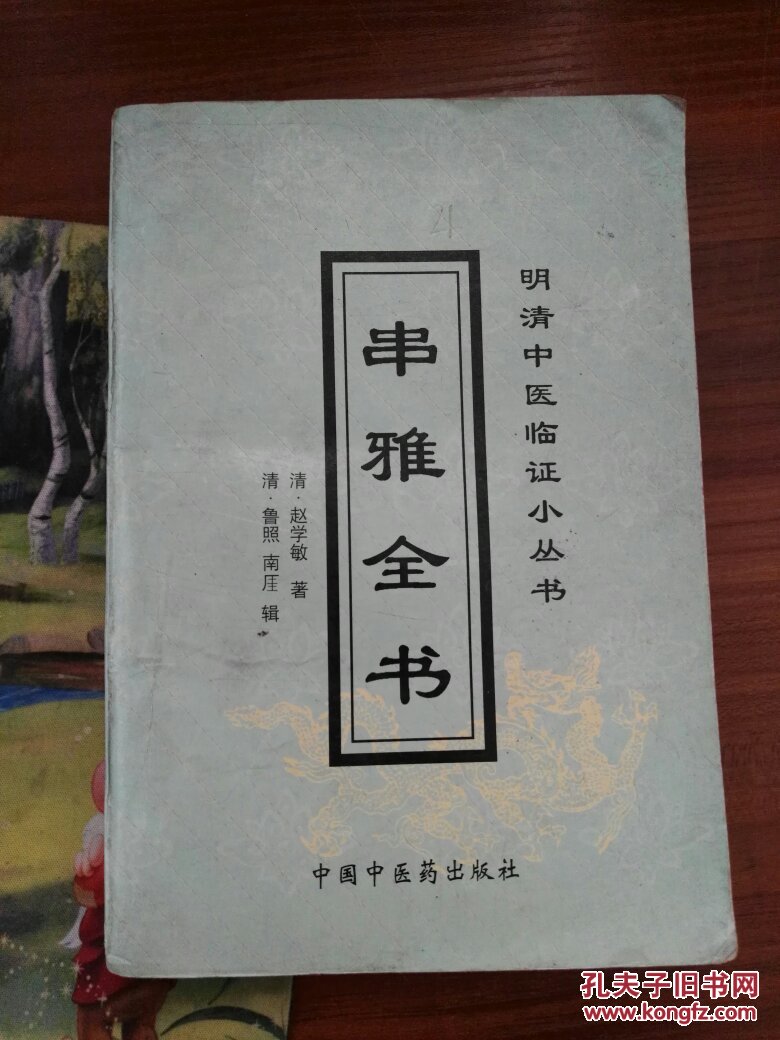 21
明清中医临证小丛书
串雅全书
清·赵学敏 著
清·鲁照 南厓 辑
中国中医药出版社
孔夫子旧书网
www.kongfz.com